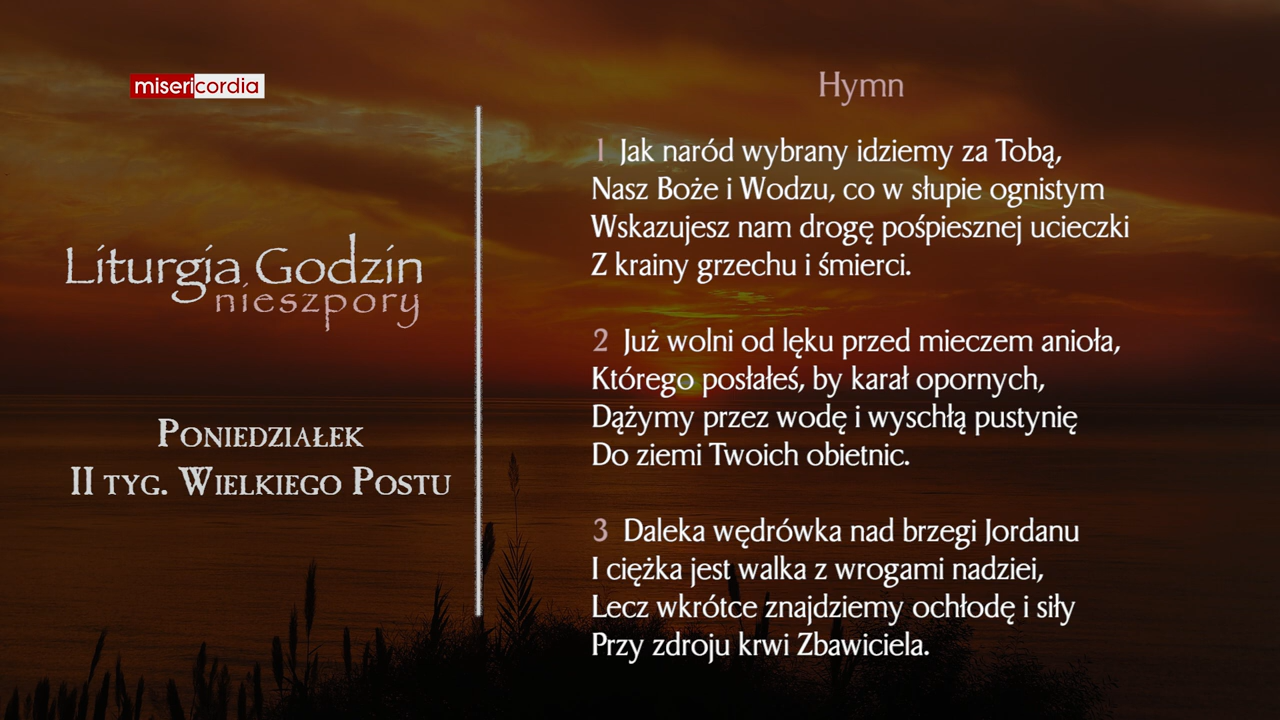 misericordia
Liturgia Godzin
nieszpory
Poniedziałek
II tyg. Wielkiego Postu
Hymn
1 Jak naród wybrany idziemy za Tobą,
Nasz Boże i Wodzu, co w słupie ognistym
Wskazujesz nam drogę pośpiesznej ucieczki
Z krainy grzechu i śmierci.
2 Już wolni od lęku przed mieczem anioła,
Którego posłałeś, by karał opornych,
Dążymy przez wodę i wyschłą pustynię
Do ziemi Twoich obietnic.
3 Daleka wędrówka nad brzegi Jordanu
I ciężka jest walka z wrogami nadziei,
Lecz wkrótce znajdziemy ochłodę i siły
Przy zdroju krwi Zbawiciela.